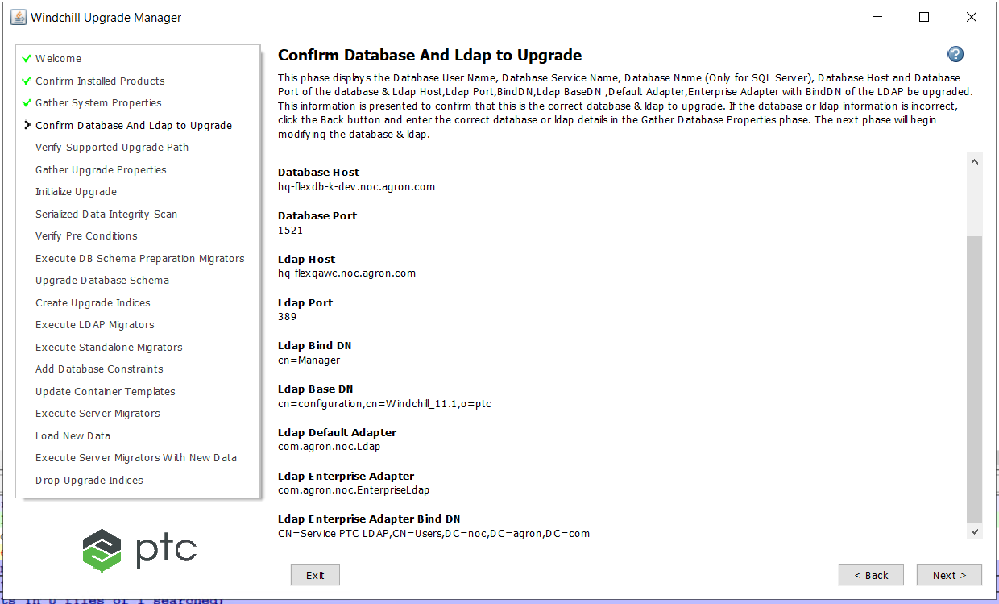 Windchill Upgrade Manager
Welcome
Confirm Installed Products
Gather System Properties
Confirm Database And Ldap to Upgrade
Verify Supported Upgrade Path
Gather Upgrade Properties
Initialize Upgrade
Serialized Data Integrity Scan
Verify Pre Conditions
Execute DB Schema Preparation Migrators
Upgrade Database Schema
Create Upgrade Indices
Execute LDAP Migrators
Execute Standalone Migrators
Add Database Constraints
Update Container Templates
Execute Server Migrators
Load New Data
Execute Server Migrators With New Data
Drop Upgrade Indices
ptc
Confirm Database And Ldap to Upgrade
?
This phase displays the Database User Name, Database Service Name, Database Name (Only for SQL Server), Database Host and Database
Port of the database & Ldap Host,Ldap Port,BindDN,Ldap BaseDN ,Default Adapter,Enterprise Adapter with BindDN of the LDAP be upgraded.
This information is presented to confirm that this is the correct database & ldap to upgrade. If the database or ldap information is incorrect,
click the Back button and enter the correct database or ldap details in the Gather Database Properties phase. The next phase will begin
modifying the database & ldap.
Database Host
hq-flexdb-k-dev.noc.agron.com
Database Port
1521
Ldap Host
hq-flexqawc.noc.agron.com
Ldap Port
389
Ldap Bind DN
cn=Manager
Ldap Base DN
cn=configuration,cn=Windchill_11.1,o=ptc
Ldap Default Adapter
com.agron.noc.Ldap
Ldap Enterprise Adapter
com.agron.noc.EnterpriseLdap
Ldap Enterprise Adapter Bind DN
CN=Service PTC LDAP,CN=Users,DC=noc,DC=agron,DC=com
Exit
< Back
Next >